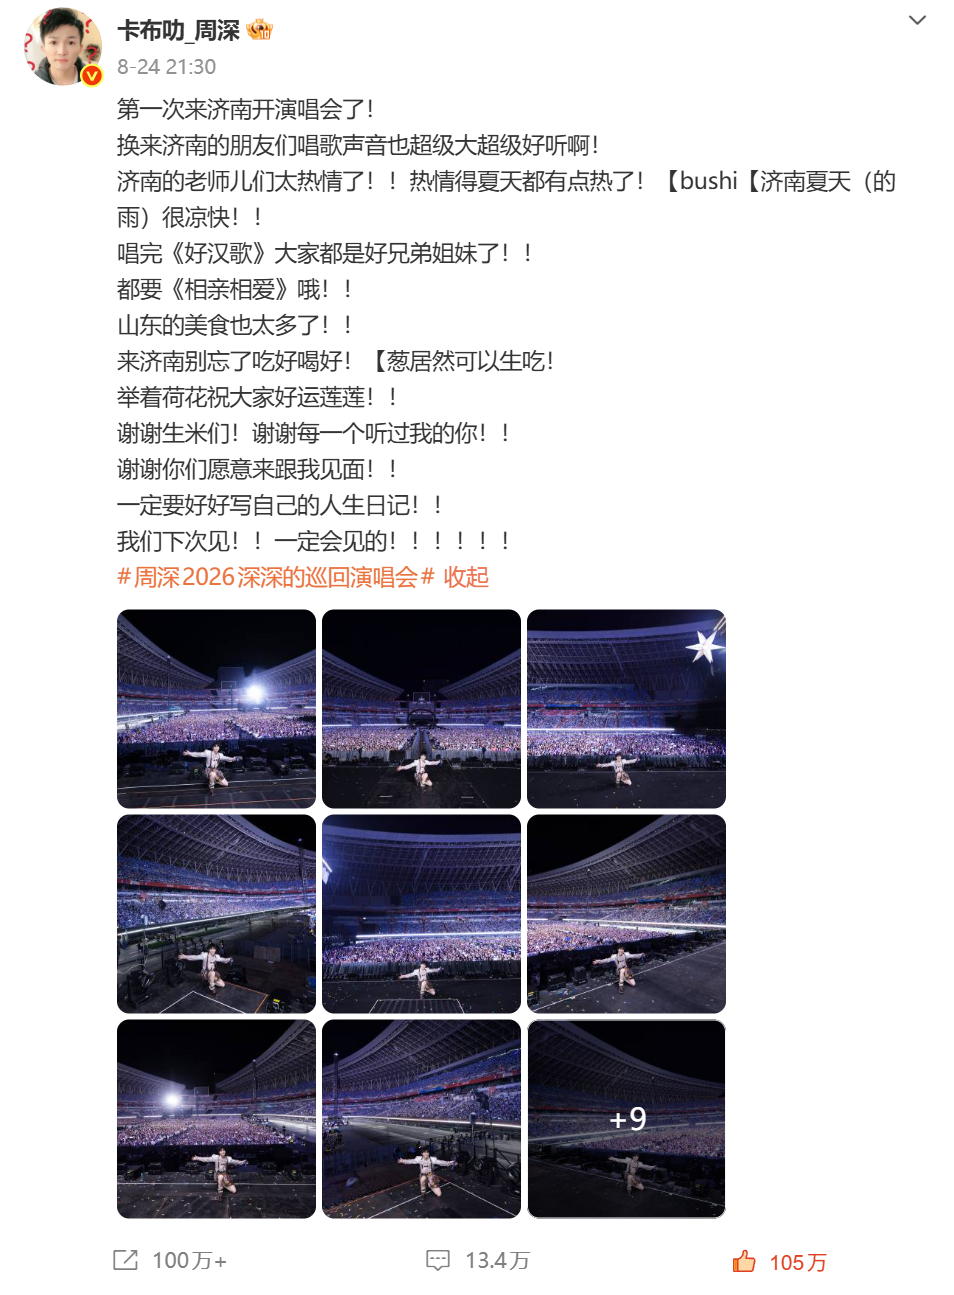 卡布叻_周深
8-24 21:30
第一次来济南开演唱会了！
换来济南的朋友们唱歌声音也超级大超级好听啊！
济南的老师儿们太热情了！！热情得夏天都有点热了！【bushi【济南夏天（的
雨）很凉快！！
唱完《好汉歌》大家都是好兄弟姐妹了！！
都要《相亲相爱》哦！！
山东的美食也太多了！！
来济南别忘了吃好喝好！【葱居然可以生吃！
举着荷花祝大家好运莲莲！！
谢谢生米们！谢谢每一个听过我的你！！
谢谢你们愿意来跟我见面！！
一定要好好写自己的人生日记！！
我们下次见！！一定会见的！！！！！！
#周深2026深深的巡回演唱会# 收起
+9
100万+ 13.4万 105万